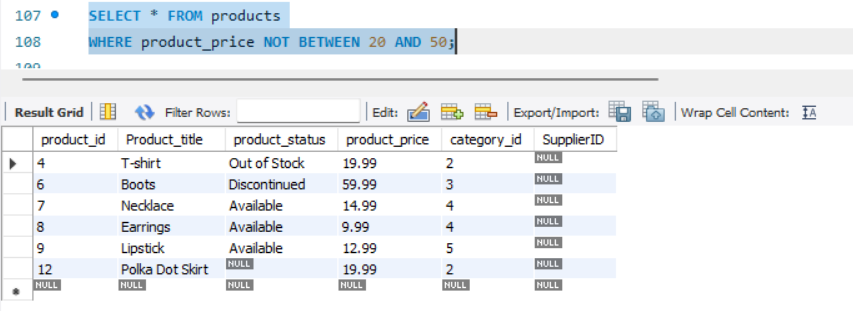 107 SELECT * FROM products
108 WHERE product_price NOT BETWEEN 20 AND 50;
109
Result Grid Filter Rows: Edit: Export/Import: Wrap Cell Content: IA
product_id Product_title product_status product_price category_id SupplierID
4 T-shirt Out of Stock 19.99 2 NULL
6 Boots Discontinued 59.99 3 NULL
7 Necklace Available 14.99 4 NULL
8 Earrings Available 9.99 4 NULL
9 Lipstick Available 12.99 5 NULL
12 Polka Dot Skirt NULL 19.99 2 NULL
NULL NULL NULL NULL NULL NULL